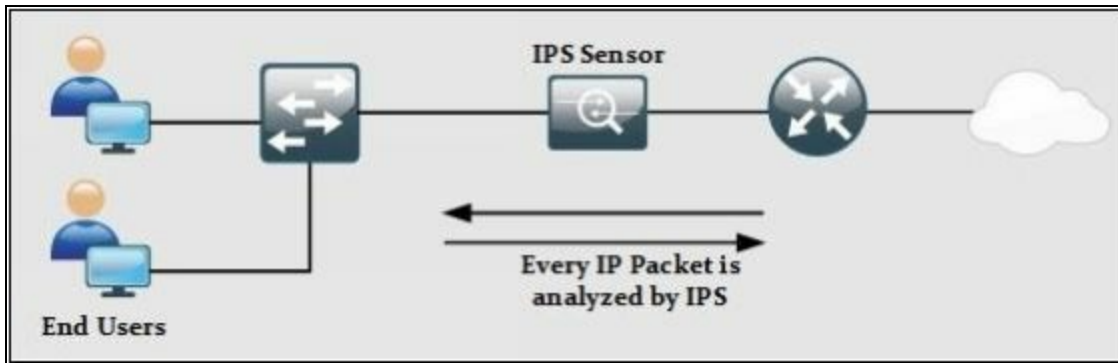 IPS Sensor
Every IP Packet is
analyzed by IPS
End Users